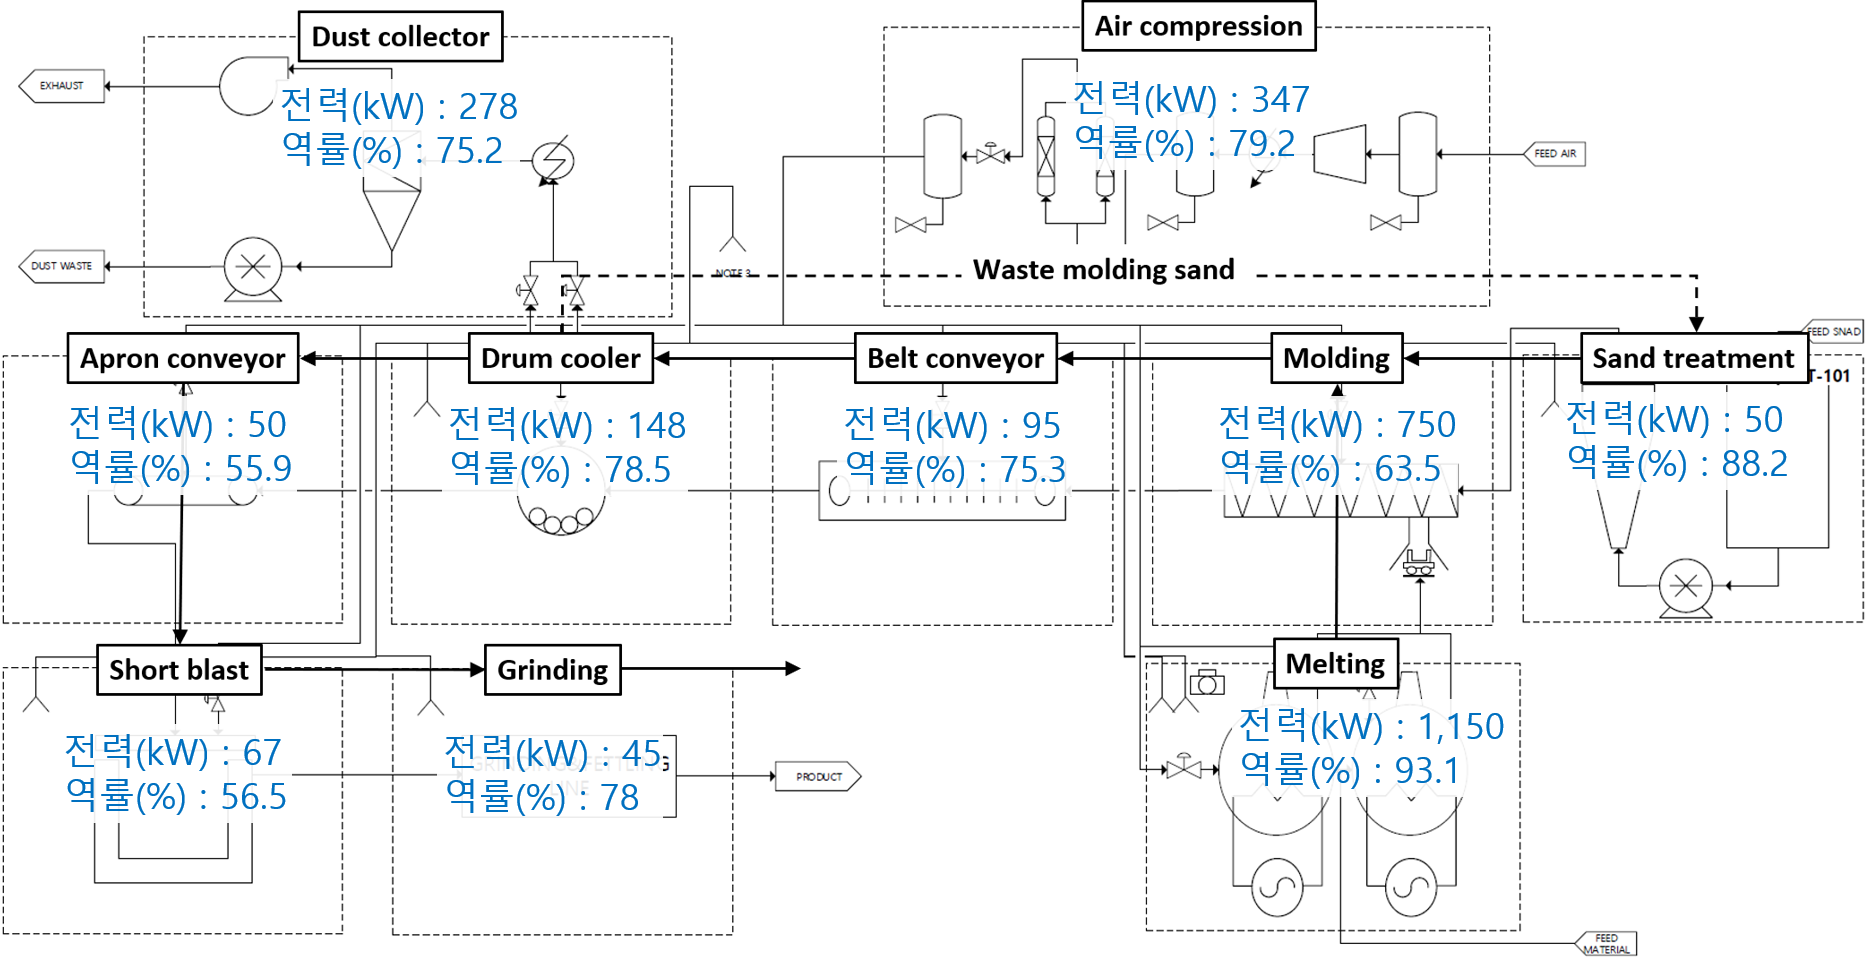 Dust collector
Air compression
EXHAUST
전력(kW) : 278
역률(%) : 75.2
전력(kW) : 347
역률(%) : 79.2
FEED AIR
DUST WASTE
NOTE 3
Waste molding sand
FEED SNAD
Apron conveyor
Drum cooler
Belt conveyor
Molding
Sand treatment
T-101
전력(kW) : 50
역률(%) : 55.9
전력(kW) : 148
역률(%) : 78.5
전력(kW) : 95
역률(%) : 75.3
전력(kW) : 750
역률(%) : 63.5
전력(kW) : 50
역률(%) : 88.2
Short blast
Grinding
Melting
전력(kW) : 67
역률(%) : 56.5
전력(kW) : 45
역률(%) : 78
LINE
PRODUCT
전력(kW) : 1,150
역률(%) : 93.1
FEED
MATERIAL